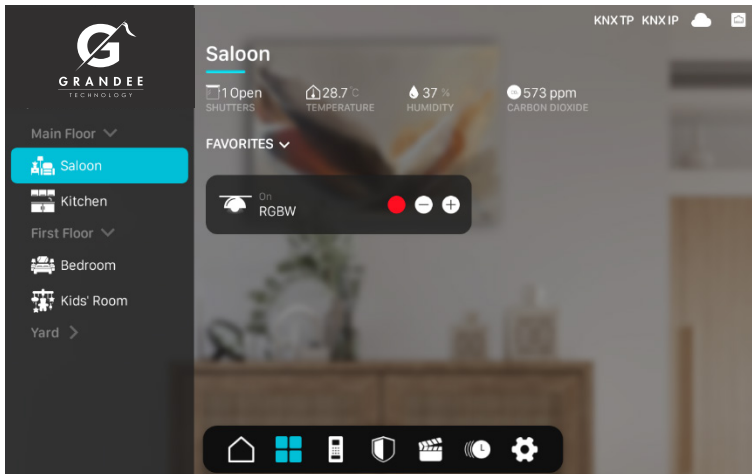 KNX TP KNX IP
GRANDEE
TECHNOLOGY
Main Floor
Saloon
Kitchen
First Floor
Bedroom
Kids' Room
Yard
Saloon
1 Open
SHUTTERS
28.7 °C
TEMPERATURE
37 %
HUMIDITY
573 ppm
CARBON DIOXIDE
FAVORITES
On
RGBW